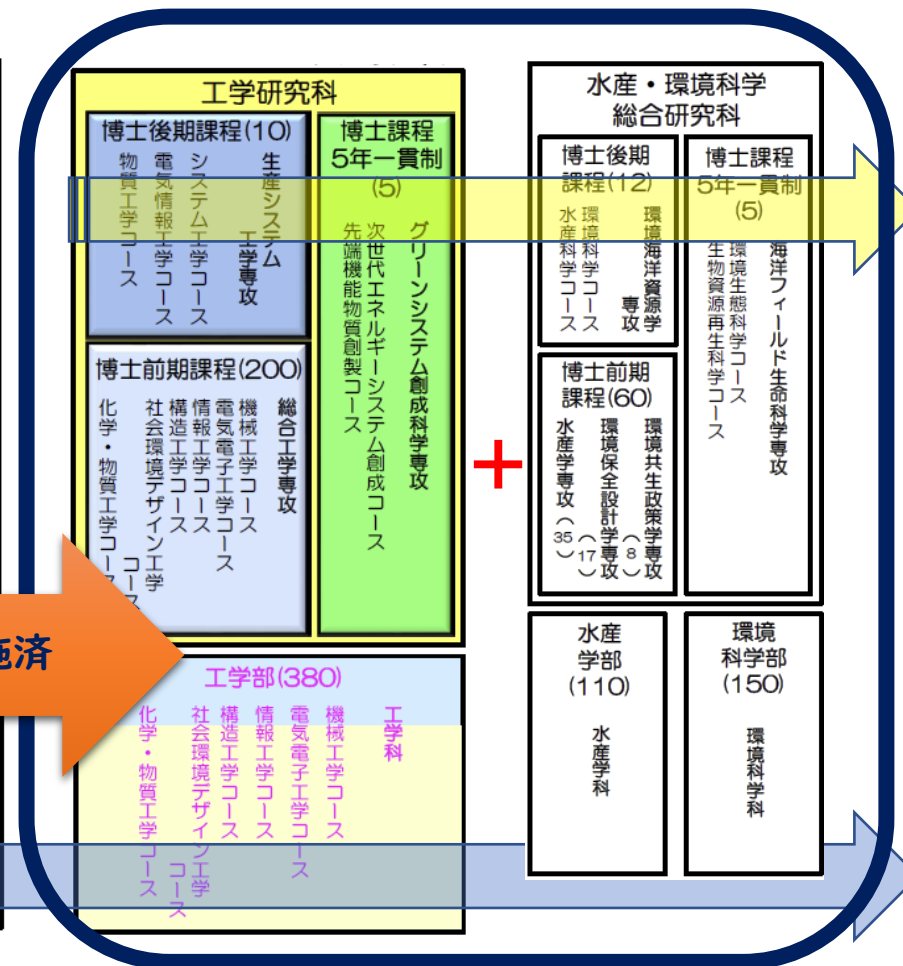 工学研究科
博士後期課程(10)
生産システム
工学専攻
システム工学コース
電気情報工学コース
物質工学コース
博士課程
5年一貫制
(5)
グリーンシステム創成科学専攻
次世代エネルギーシステム創成コース
先端機能物質創製コース
博士前期課程(200)
総合工学専攻
機械工学コース
電気電子工学コース
情報工学コース
構造工学コース
社会環境デザイン工学
コース
化学・物質工学コース
工学部(380)
工学科
機械工学コース
電気電子工学コース
情報工学コース
構造工学コース
社会環境デザイン工学
コース
化学・物質工学コース
済
+
水産・環境科学
総合研究科
博士後期
課程(12)
環境海洋資源学
専攻
環境科学コース
水産科学コース
博士課程
5年一貫制
(5)
海洋フィールド生命科学専攻
環境生態科学コース
生物資源再生科学コース
博士前期
課程(60)
環境共生政策学専攻
(8)
環境保全設計学専攻
(17)
水産学専攻(35)
水産
学部
(110)
水産学科
環境
科学部
(150)
環境科学科